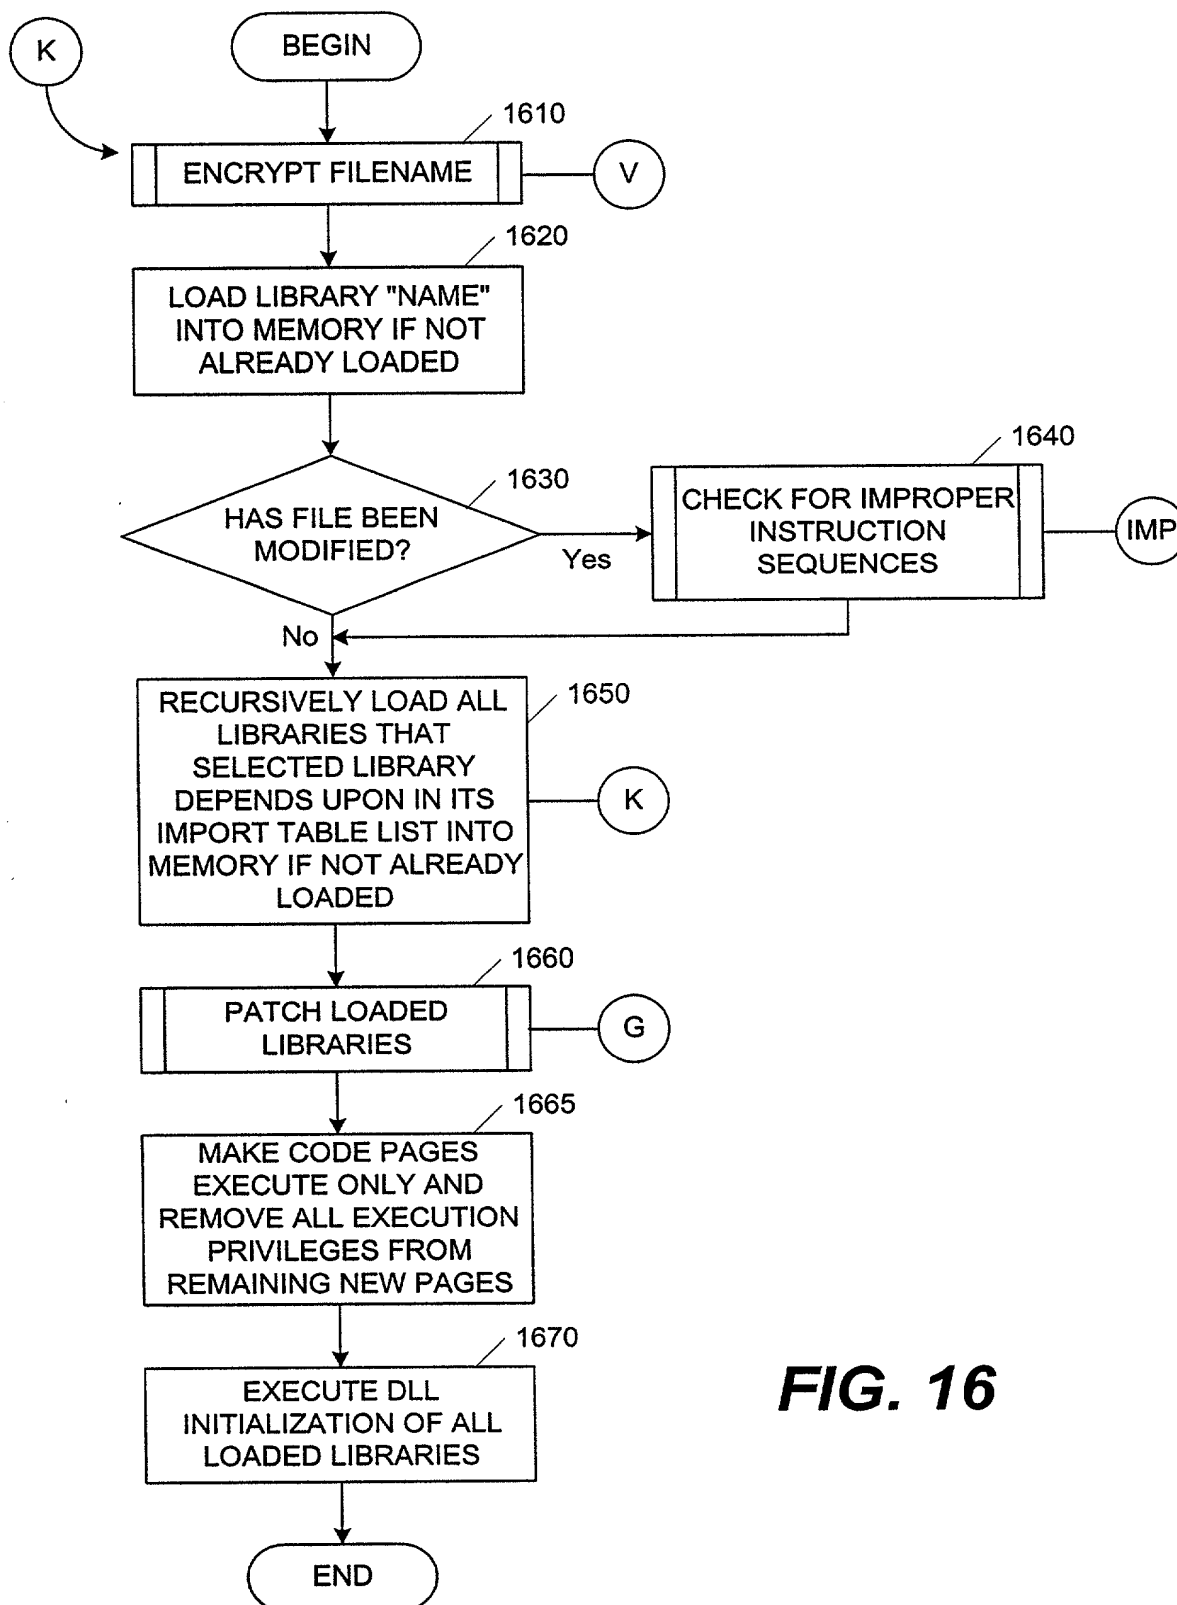 K
BEGIN
1610
ENCRYPT FILENAME
V
1620
LOAD LIBRARY "NAME"
INTO MEMORY IF NOT
ALREADY LOADED
1630
HAS FILE BEEN
MODIFIED?
Yes
1640
CHECK FOR IMPROPER
INSTRUCTION
SEQUENCES
IMP
No
1650
RECURSIVELY LOAD ALL
LIBRARIES THAT
SELECTED LIBRARY
DEPENDS UPON IN ITS
IMPORT TABLE LIST INTO
MEMORY IF NOT ALREADY
LOADED
K
1660
PATCH LOADED
LIBRARIES
G
1665
MAKE CODE PAGES
EXECUTE ONLY AND
REMOVE ALL EXECUTION
PRIVILEGES FROM
REMAINING NEW PAGES
1670
EXECUTE DLL
INITIALIZATION OF ALL
LOADED LIBRARIES
END
FIG. 16